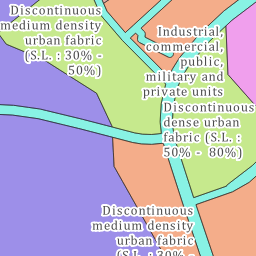 Discontinuous
medium density
urban fabric
(S.L. : 30% -
50%)
Industrial,
commercial,
public,
military and
private units
Discontinuous
dense urban
fabric (S.L. :
50% -  80%)
Discontinuous
medium density
urban fabric
(S.L. : 30% -